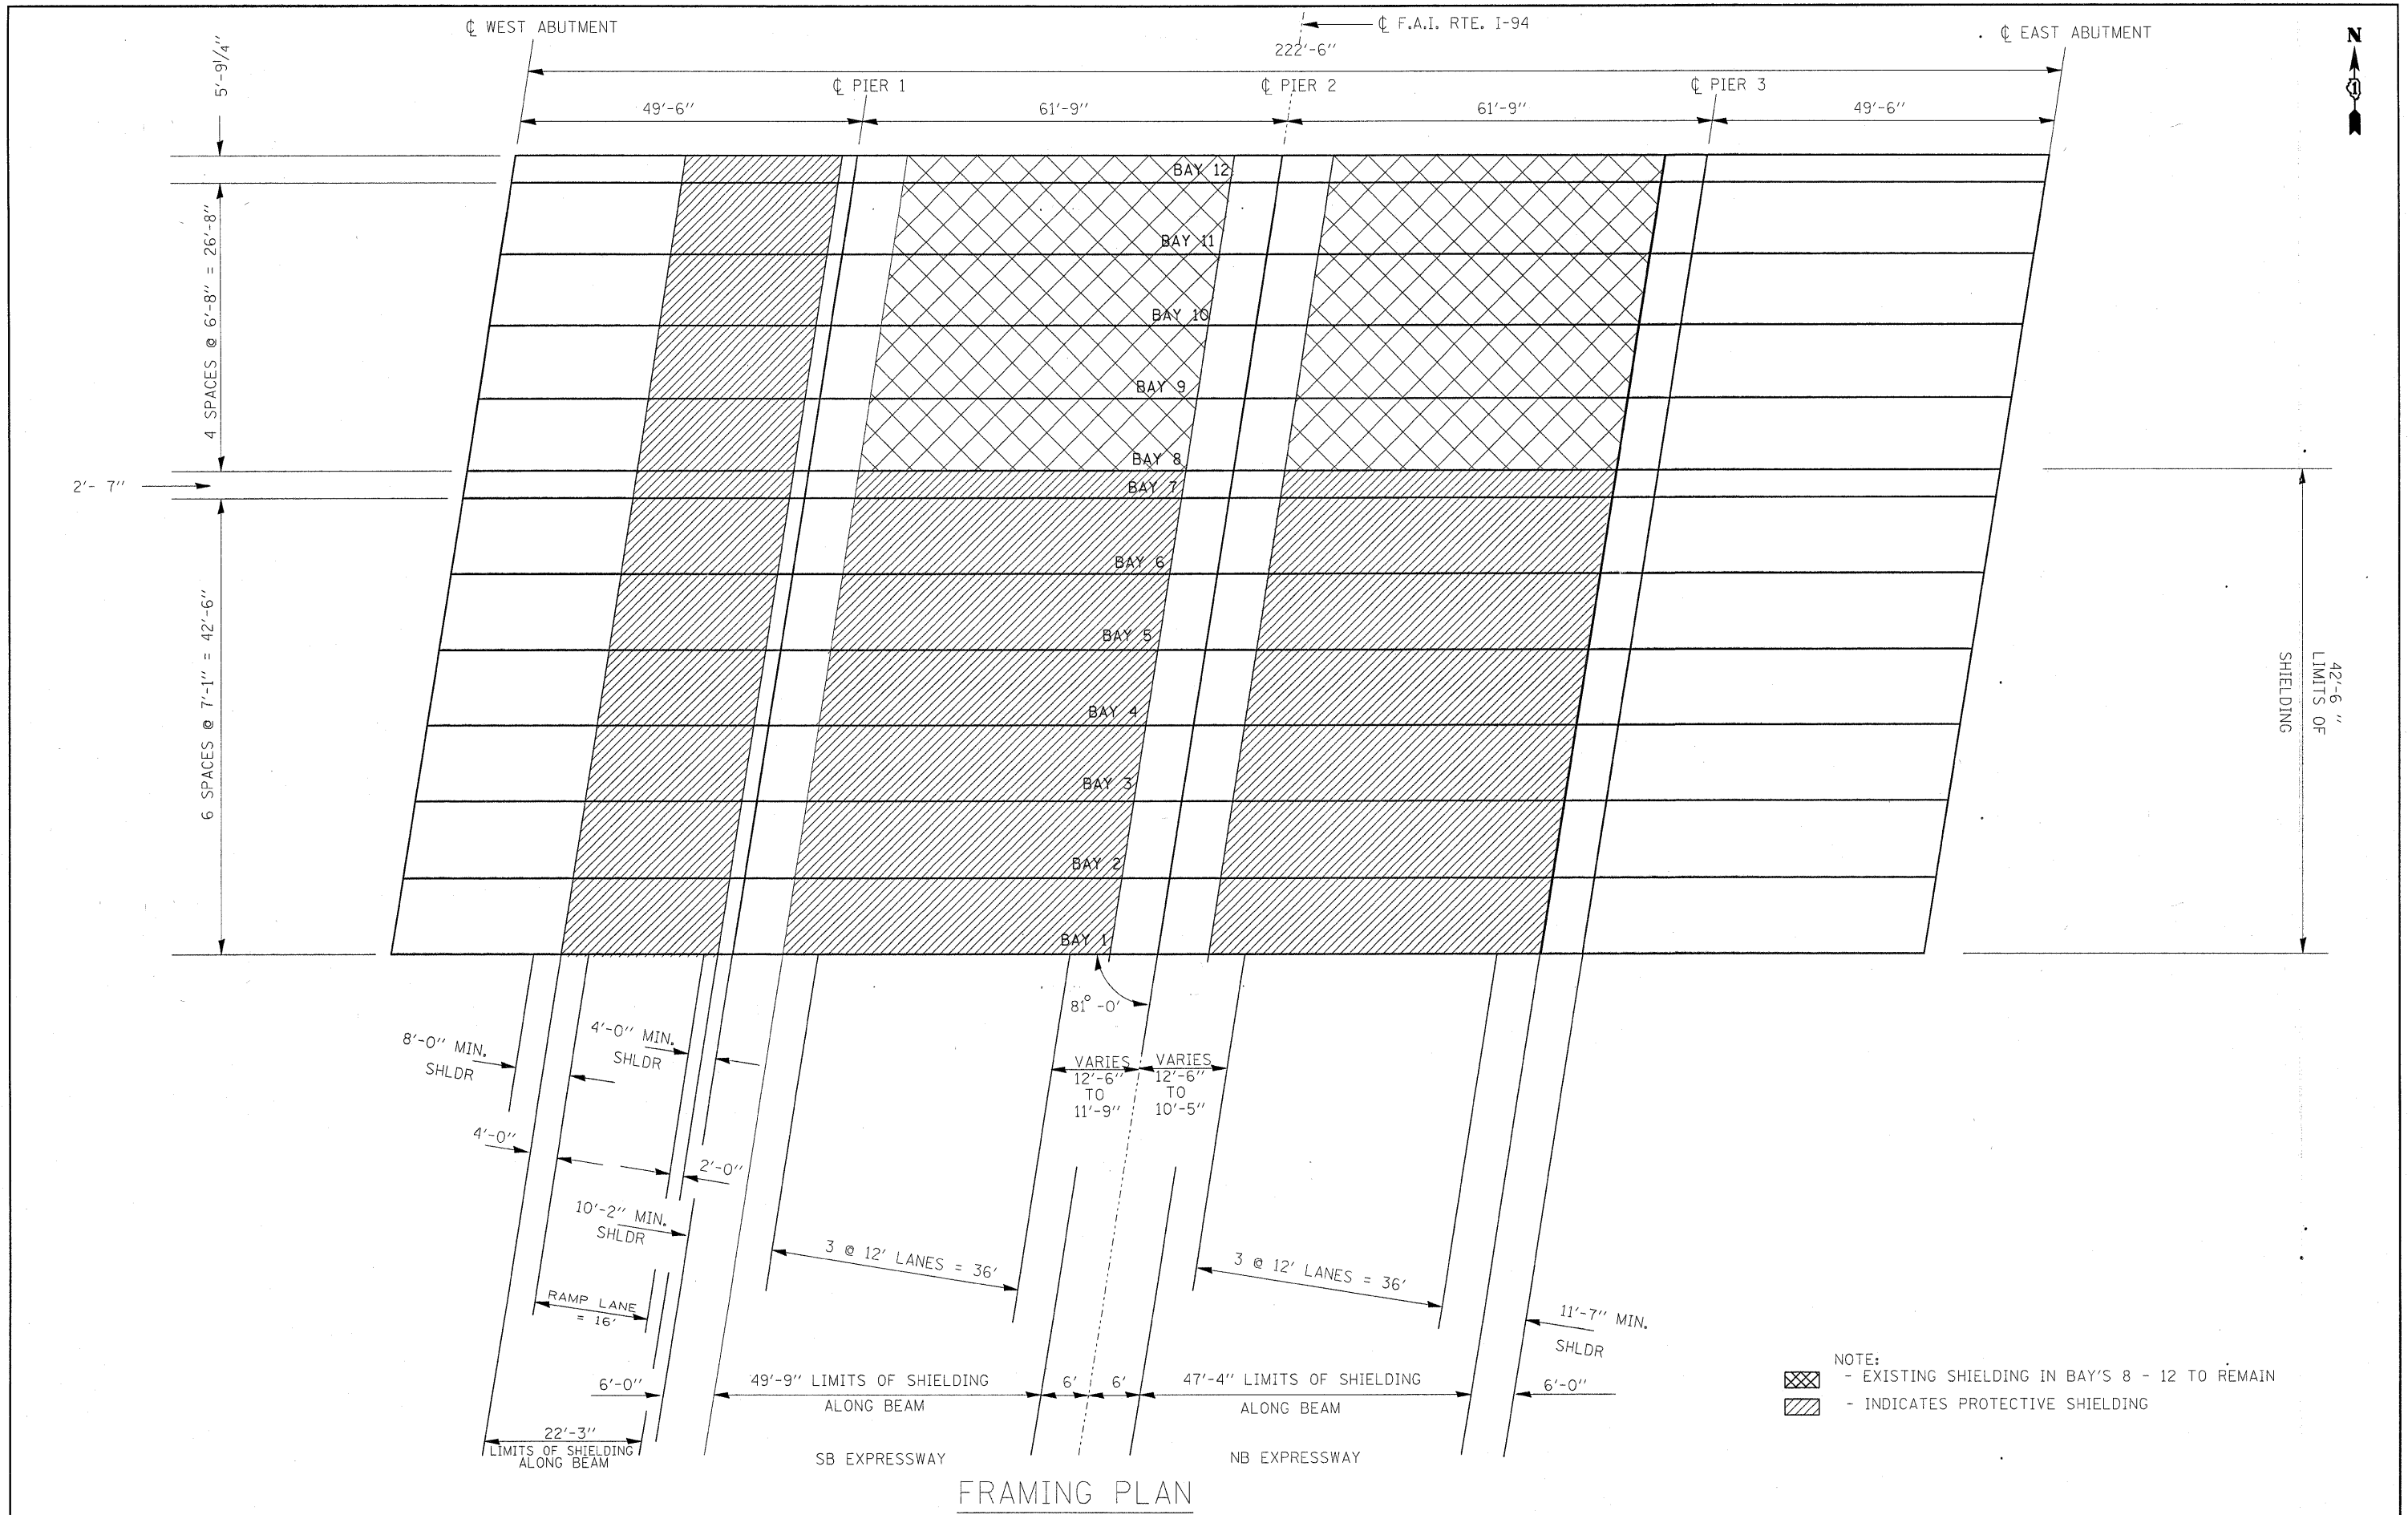 ℄ WEST ABUTMENT
℄ F.A.I. RTE. I-94
℄ EAST ABUTMENT
222'-6"
N
1
5'-9 1/4"
℄ PIER 1
℄ PIER 2
℄ PIER 3
49'-6"
61'-9"
61'-9"
49'-6"
4 SPACES @ 6'-8" = 26'-8"
2'- 7"
6 SPACES @ 7'-1" = 42'-6"
BAY 12
BAY 11
BAY 10
BAY 9
BAY 8
BAY 7
BAY 6
BAY 5
BAY 4
BAY 3
BAY 2
BAY 1
42'-6 "
LIMITS OF
SHIELDING
81° -0'
8'-0" MIN.
SHLDR
4'-0" MIN.
SHLDR
VARIES
12'-6"
TO
11'-9"
VARIES
12'-6"
TO
10'-5"
4'-0"
2'-0"
10'-2" MIN.
SHLDR
3 @ 12' LANES = 36'
3 @ 12' LANES = 36'
RAMP LANE
= 16'
11'-7" MIN.
SHLDR
6'-0"
49'-9" LIMITS OF SHIELDING
ALONG BEAM
6'
6'
47'-4" LIMITS OF SHIELDING
ALONG BEAM
6'-0"
22'-3"
LIMITS OF SHIELDING
ALONG BEAM
SB EXPRESSWAY
NB EXPRESSWAY
NOTE:
- EXISTING SHIELDING IN BAY'S 8 - 12 TO REMAIN
- INDICATES PROTECTIVE SHIELDING
FRAMING PLAN